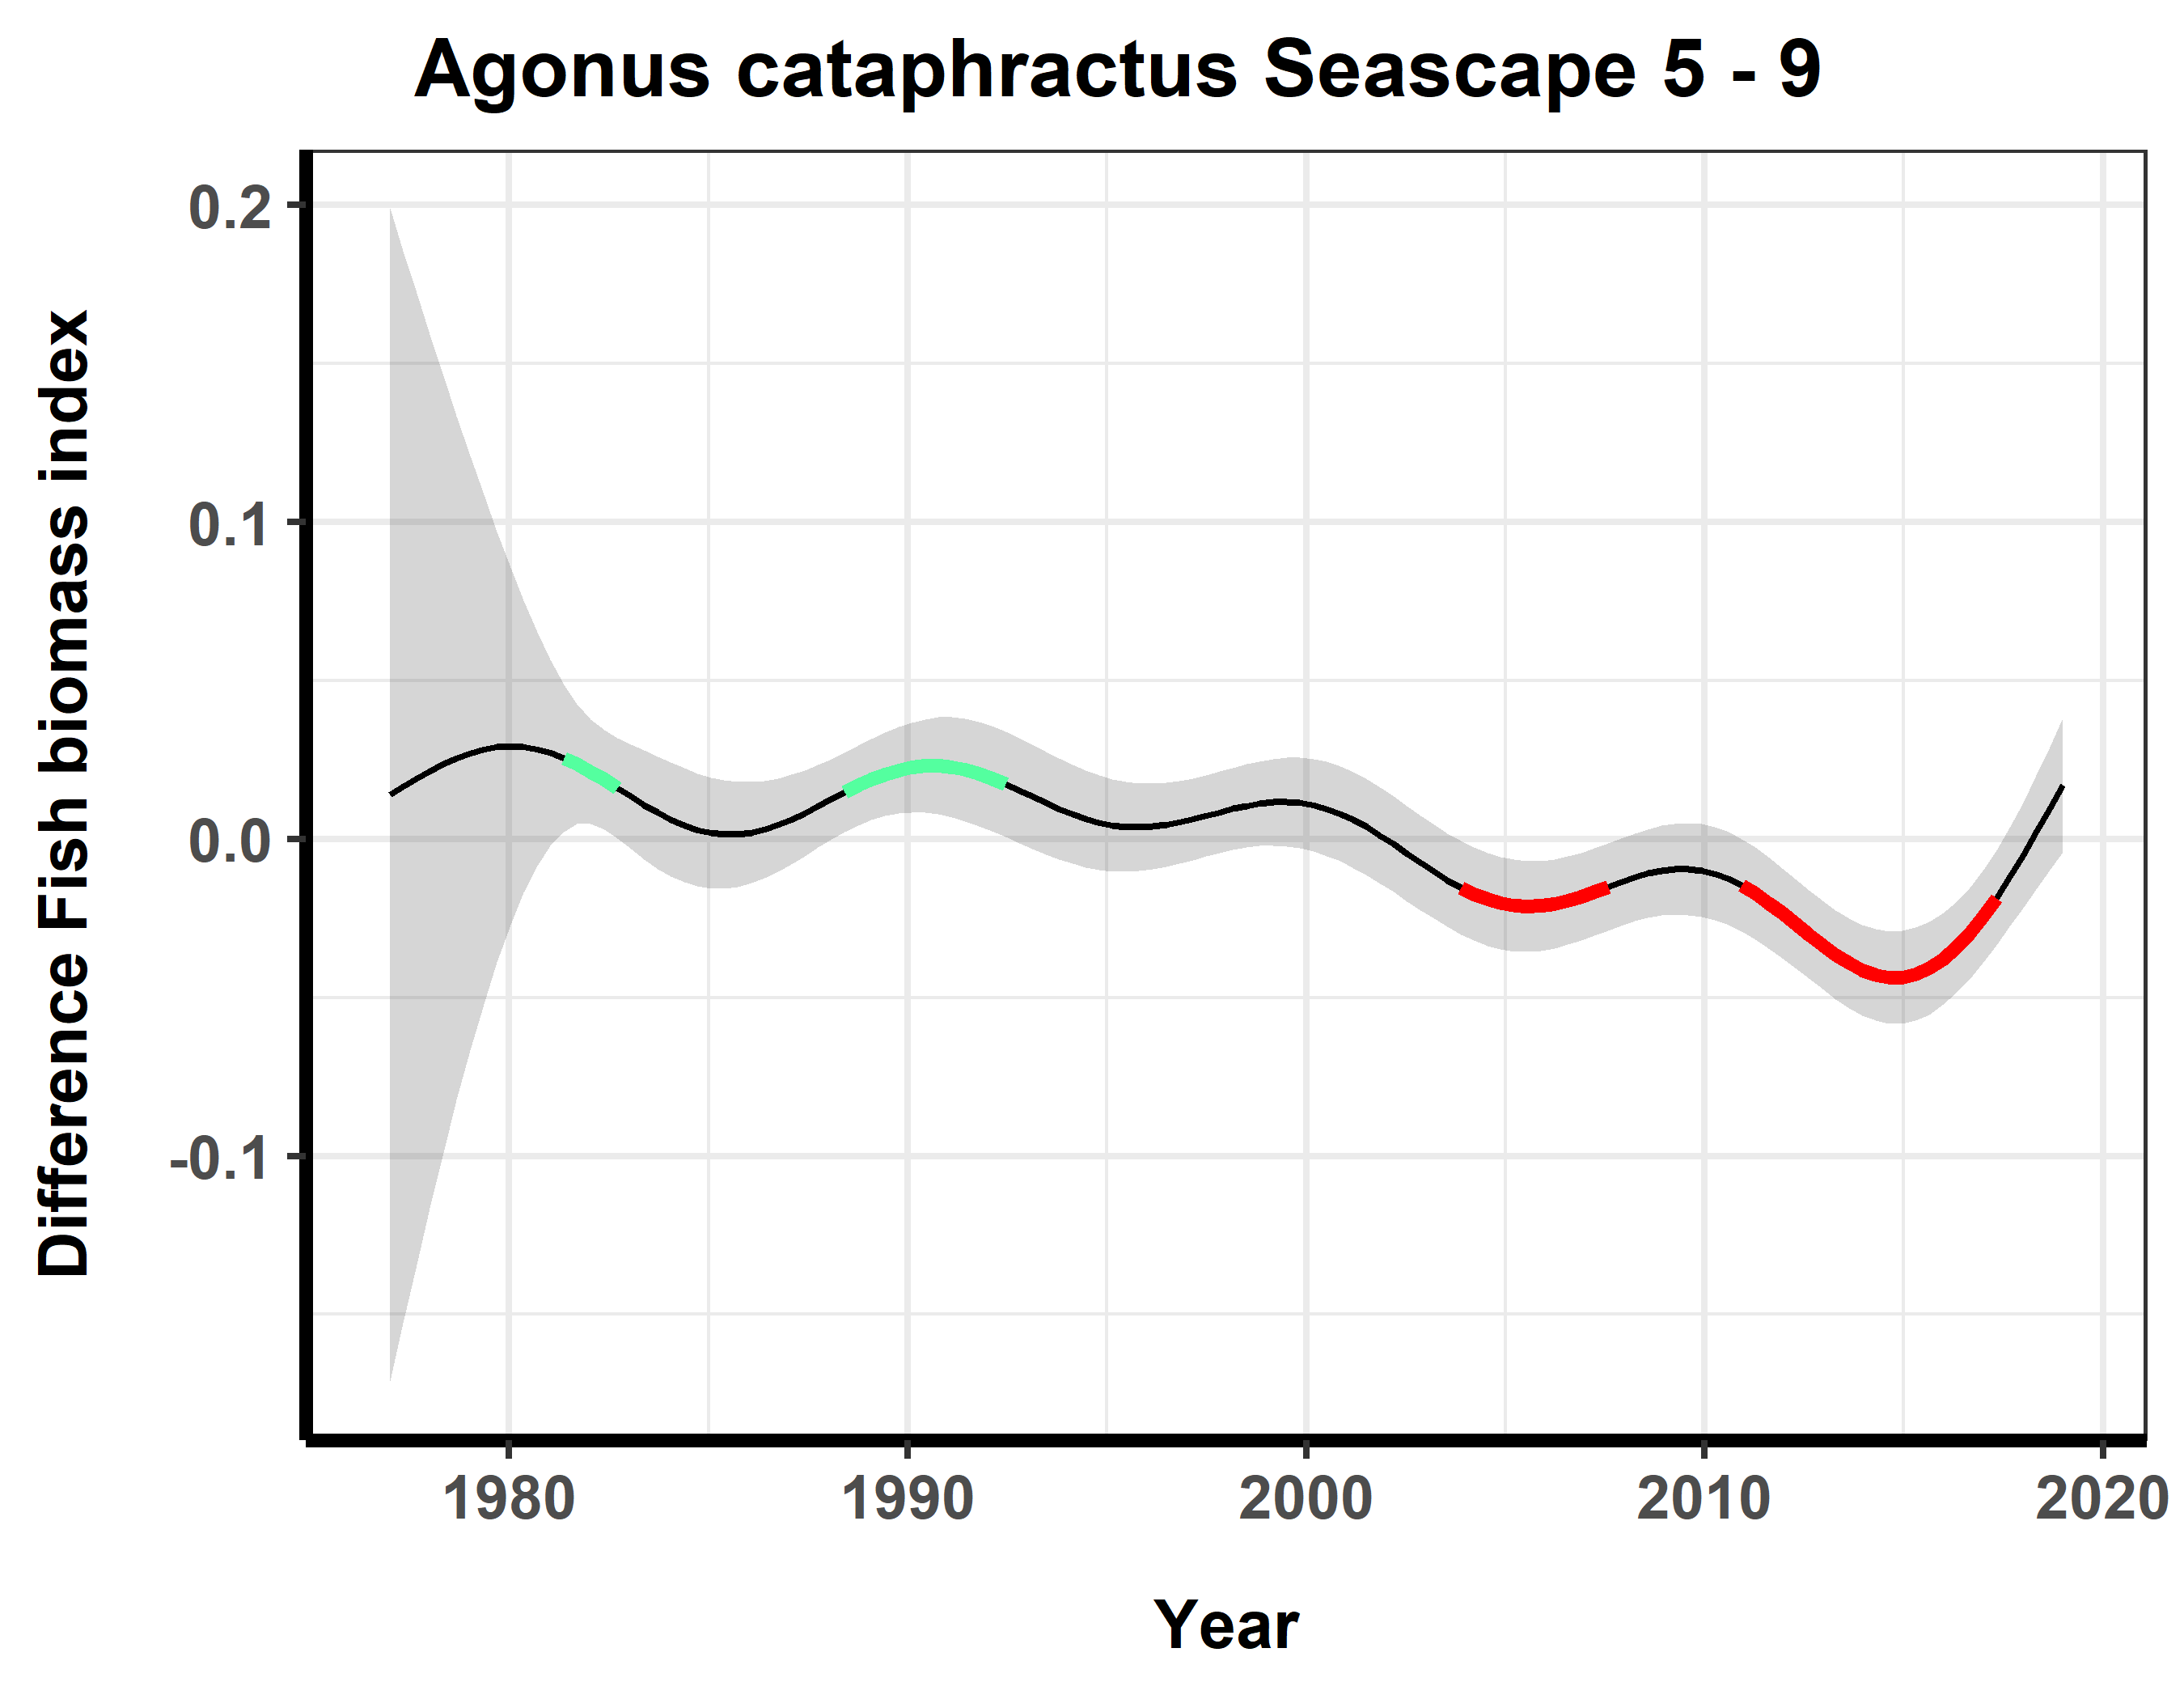 Agonus cataphractus Seascape 5 - 9
Difference Fish biomass index
0.2
0.1
0.0
-0.1
1980 1990 2000 2010 2020
Year